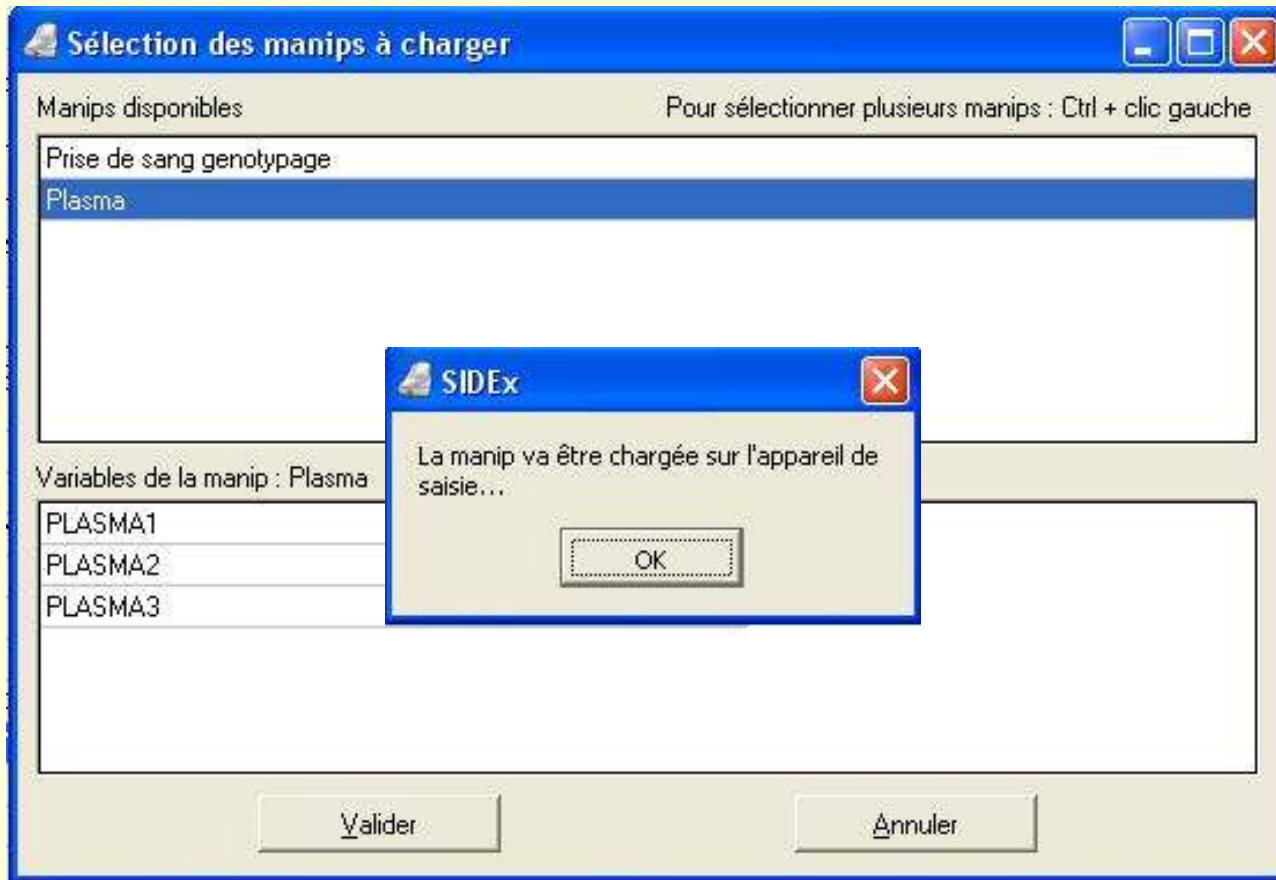 Sélection des manips à charger
Manips disponibles
Pour sélectionner plusieurs manips : Ctrl + clic gauche
Prise de sang genotypage
Plasma
SIDEx
La manip va être chargée sur l'appareil de
saisie...
OK
Variables de la manip : Plasma
PLASMA1
PLASMA2
PLASMA3
Valider
Annuler